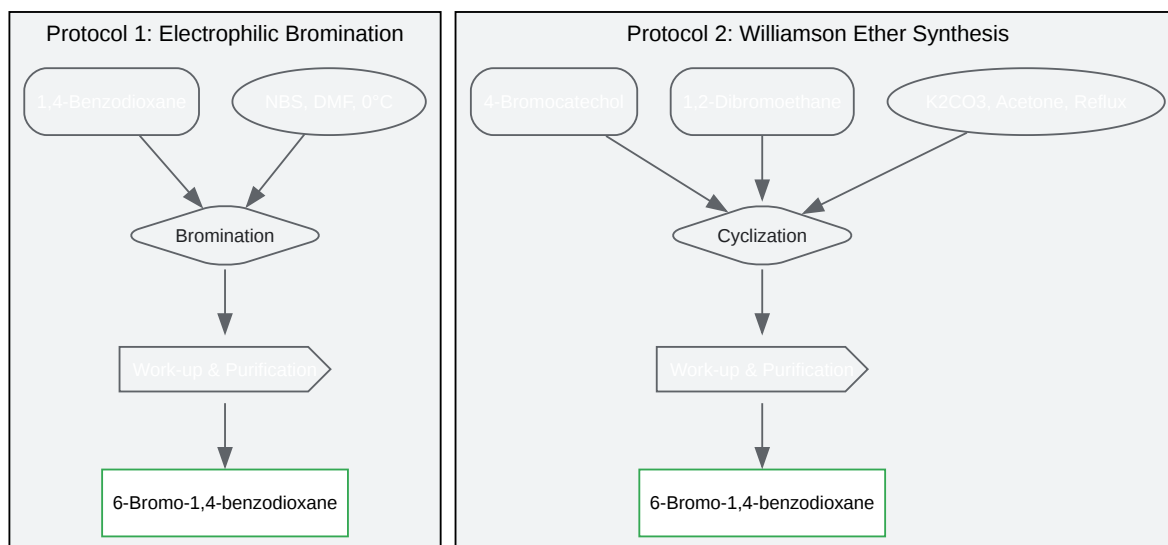 Protocol 1: Electrophilic Bromination
1,4-Benzodioxane
NBS, DMF, 0°C
Bromination
Work-up & Purification
6-Bromo-1,4-benzodioxane
Protocol 2: Williamson Ether Synthesis
4-Bromocatechol
1,2-Dibromoethane
K2CO3, Acetone, Reflux
Cyclization
Work-up & Purification
6-Bromo-1,4-benzodioxane